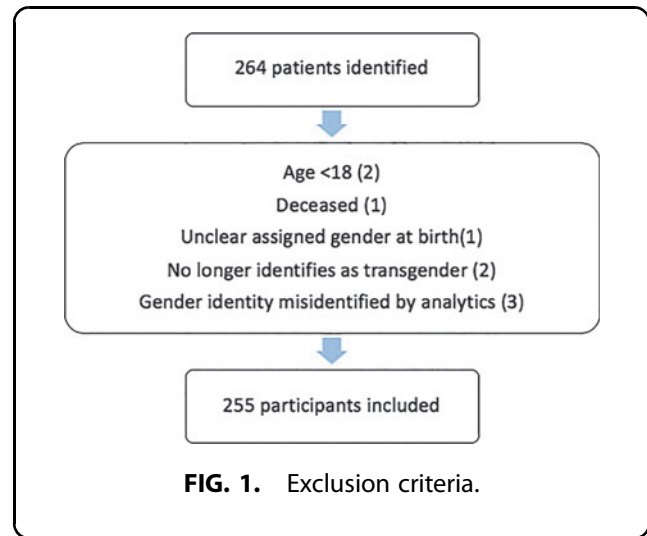 264 patients identified
Age <18 (2)
Deceased (1)
Unclear assigned gender at birth(1)
No longer identifies as transgender (2)
Gender identity misidentified by analytics (3)
255 participants included
FIG. 1. Exclusion criteria.